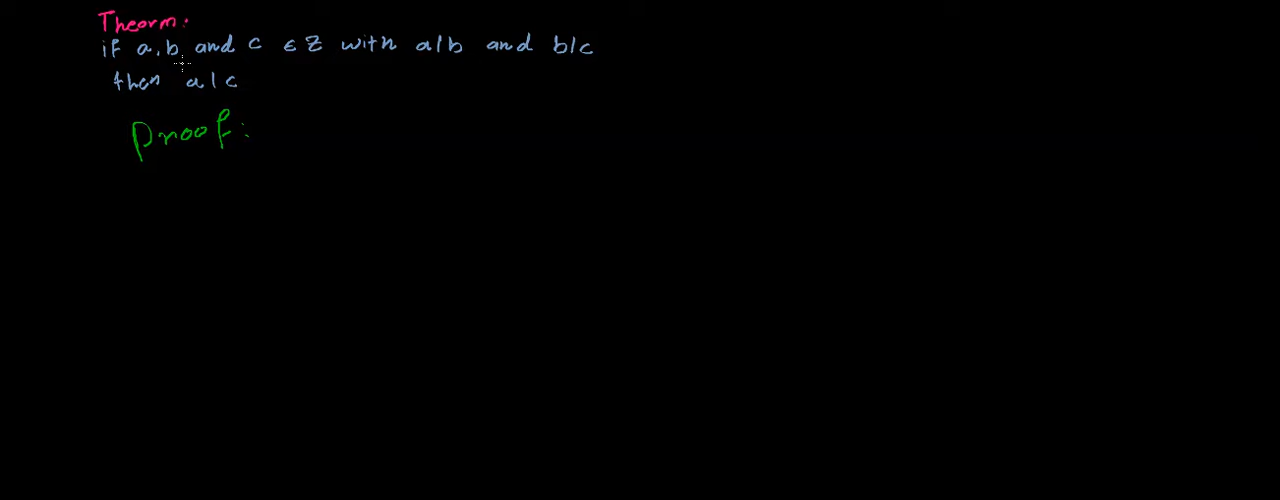 Theorm:
if a, b and c ∈ Z with a/b and b/c
then a/c
Proof: